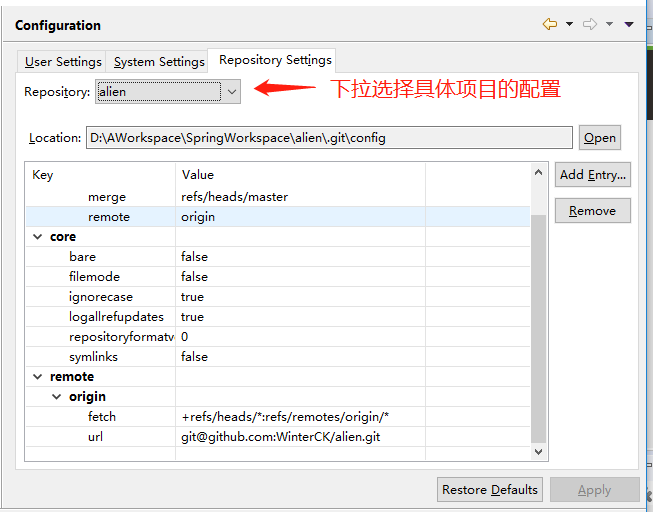 Configuration
User Settings System Settings Repository Settings
Repository: alien 下拉选择具体项目的配置
Location: D:\AWorkspace\SpringWorkspace\alien\.git\config Open
Key Value Add Entry...
merge refs/heads/master
remote origin Remove
core
bare false
filemode false
ignorecase true
logallrefupdates true
repositoryformatv 0
symlinks false
remote
origin
fetch +refs/heads/*:refs/remotes/origin/*
url git@github.com:WinterCK/alien.git
Restore Defaults Apply